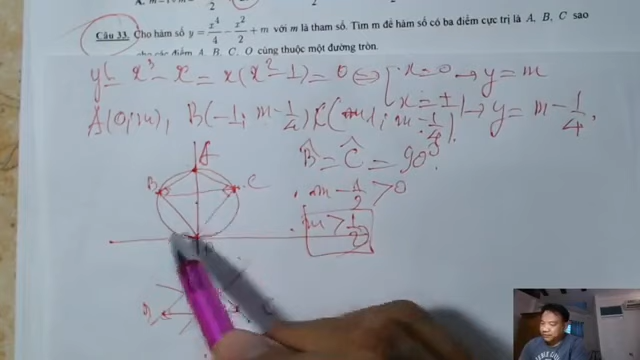 Câu 33. Cho hàm số y = x⁴/4 - x²/2 + m với m là tham số. Tìm m để hàm số có ba điểm cực trị là A, B, C sao
cho các điểm A, B, C, O cùng thuộc một đường tròn.
y' = x³ - x = x(x² - 1) = 0 ⇔ { x = 0 → y = m
x = ±1 → y = m - 1/4,
A(0,m), B(-1; m - 1/4) C( 1; m - 1/4).
B̂ = Ĉ = 90°.
A
B
C
m - 1/2 > 0
m > 1/2